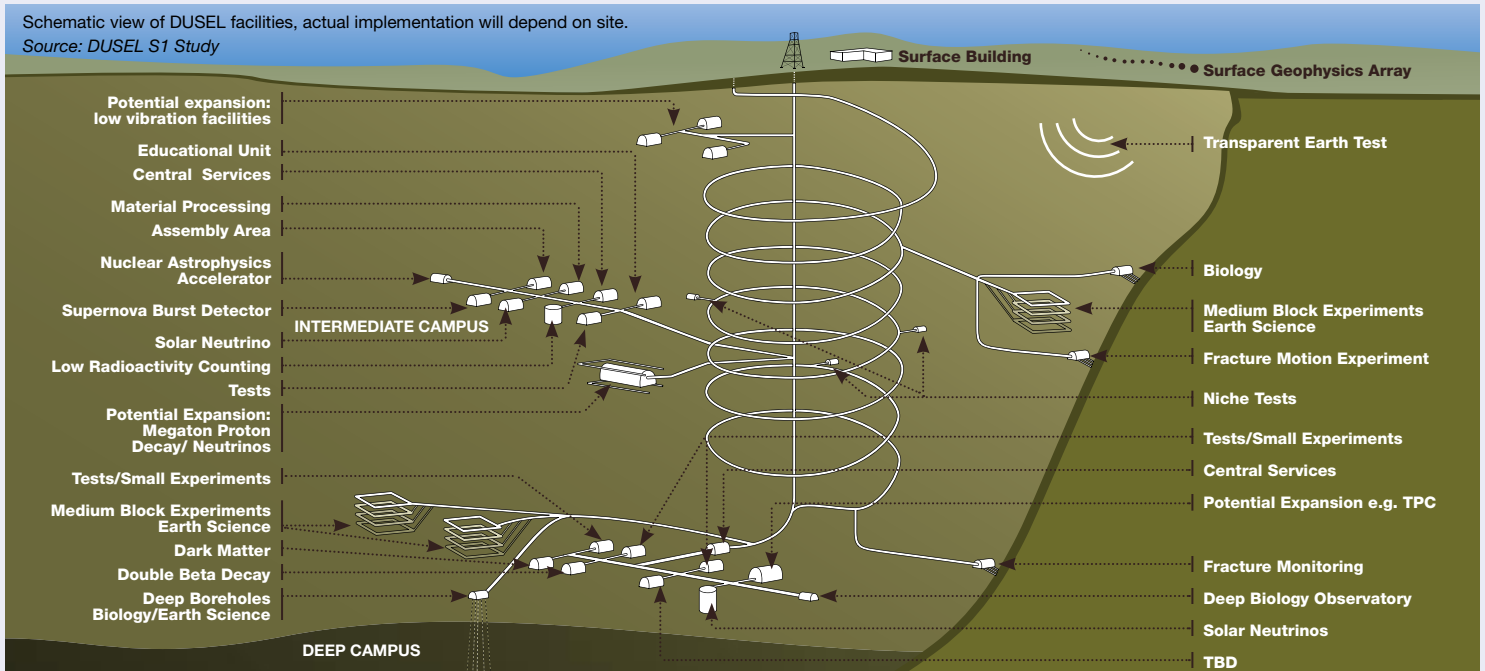 Schematic view of DUSEL facilities, actual implementation will depend on site.
Source: DUSEL S1 Study
Surface Building
Surface Geophysics Array
Potential expansion:
low vibration facilities
Educational Unit
Central Services
Material Processing
Assembly Area
Nuclear Astrophysics
Accelerator
Supernova Burst Detector
INTERMEDIATE CAMPUS
Solar Neutrino
Low Radioactivity Counting
Tests
Potential Expansion:
Megaton Proton
Decay/ Neutrinos
Tests/Small Experiments
Medium Block Experiments
Earth Science
Dark Matter
Double Beta Decay
Deep Boreholes
Biology/Earth Science
DEEP CAMPUS
Transparent Earth Test
Biology
Medium Block Experiments
Earth Science
Fracture Motion Experiment
Niche Tests
Tests/Small Experiments
Central Services
Potential Expansion e.g. TPC
Fracture Monitoring
Deep Biology Observatory
Solar Neutrinos
TBD